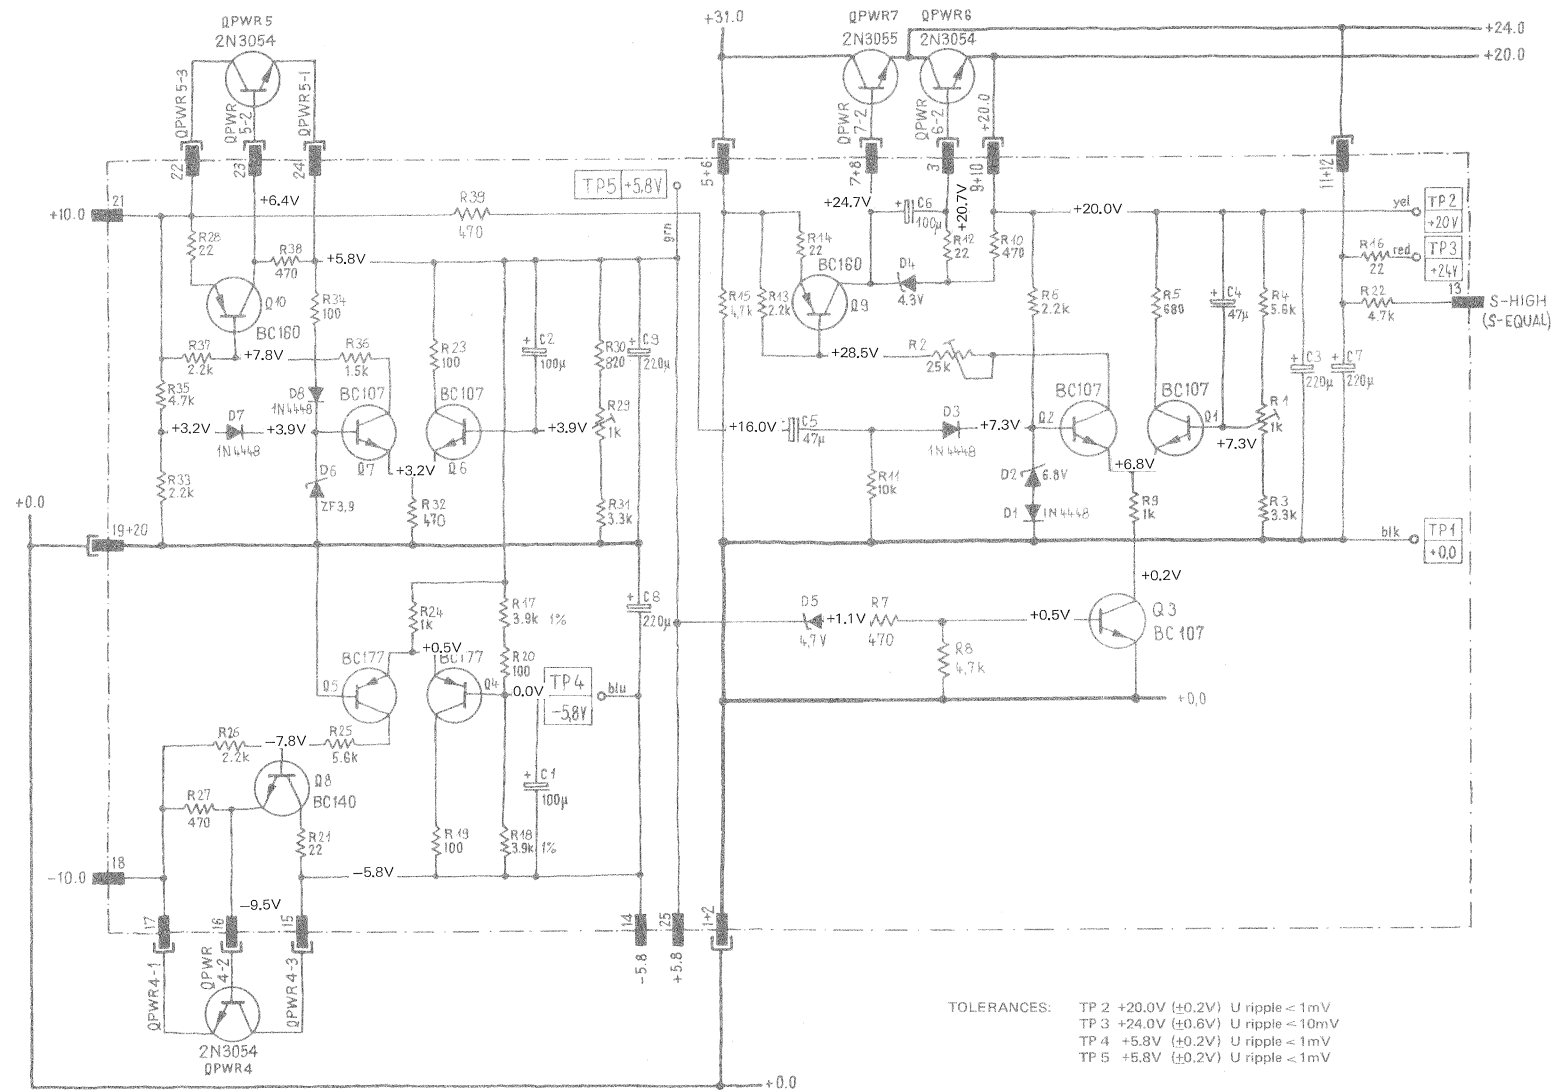 QPWR5
2N3054
QPWR5-3
QPWR
5-2
QPWR5-1
22
23
24
+31.0
QPWR7
QPWR6
2N3055
2N3054
+24.0
+20.0
QPWR
7-2
QPWR
6-2
+20.0
5+6
7+8
3
9+10
11+12
21
+10.0
+6.4V
R39
470
TP5
+5.8V
grn
+24.7V
C6
100µ
+20.7V
+20.0V
yel
TP2
+20V
R28
22
R38
470
+5.8V
R14
22
BC160
R12
22
R10
470
D4
4.3V
R16
22
red
TP3
+24V
Q10
BC160
R34
100
R15
4,7k
R13
2.2k
Q9
R6
2.2k
R5
680
C4
47µ
R4
5.6k
R22
4.7k
13
S-HIGH
(S-EQUAL)
R37
2.2k
+7.8V
R36
1.5k
R23
100
C2
100µ
R30
820
C9
220µ
+28.5V
R2
25k
C3
220µ
C7
220µ
R35
4.7k
D8
1N4448
BC107
BC107
R29
1k
BC107
BC107
R1
1k
+3.2V
D7
+3.9V
1N4448
+3.9V
+16.0V
C5
47µ
D3
1N4448
+7.3V
Q2
Q1
+7.3V
Q7
+3.2V
Q6
+6.8V
R33
2.2k
D6
ZF3,9
R32
470
R31
3.3k
R11
10k
D2
6.8V
D1
1N4448
R9
1k
R3
3.9k
+0.0
19+20
blk
TP1
+0,0
+0.2V
R24
1k
R17
3.9k 1%
C8
220µ
D5
4,7V
+1.1V
R7
470
+0.5V
Q3
BC107
R8
4,7k
BC177
+0.5V
BC177
R20
100
Q5
Q4
0.0V
TP4
-5,8V
blu
+0,0
R26
2.2k
-7.8V
R25
5.6k
Q8
BC140
C1
100µ
R27
470
R21
22
R19
100
R18
3.9k 1%
18
-10.0
-5.8V
-9.5V
17
16
15
14
25
1+2
-5.8
+5.8
QPWR4-1
QPWR
4-2
QPWR4-3
2N3054
QPWR4
+0.0
TOLERANCES: TP 2 +20.0V (±0.2V) U ripple < 1mV
TP 3 +24.0V (±0.6V) U ripple < 10mV
TP 4 +5.8V (±0.2V) U ripple < 1mV
TP 5 +5.8V (±0.2V) U ripple < 1mV